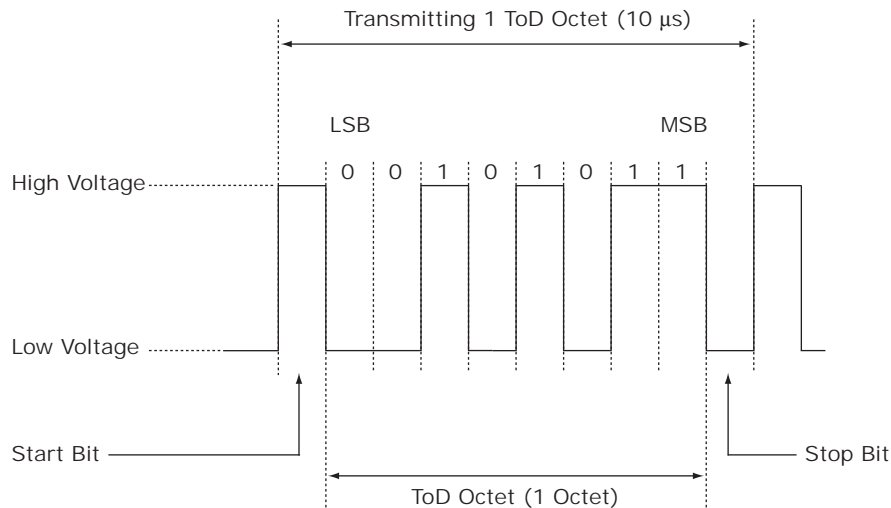 Transmitting 1 ToD Octet (10 μs)
LSB MSB
0 0 1 0 1 0 1 1
High Voltage
Low Voltage
Start Bit
Stop Bit
ToD Octet (1 Octet)